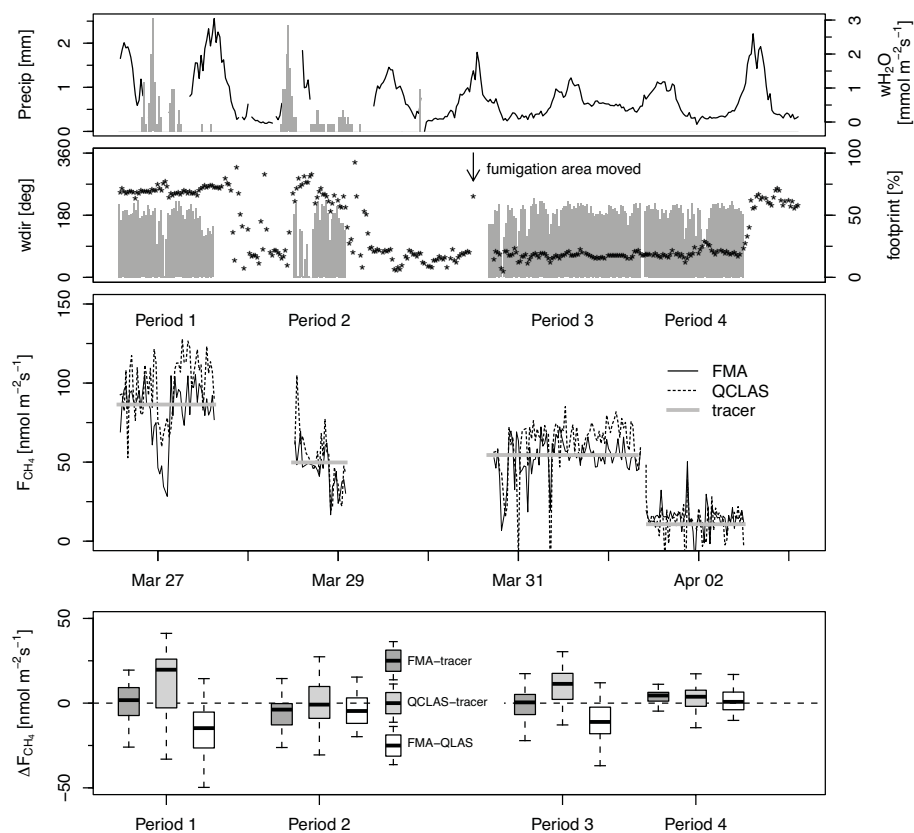 Precip [mm]
0
1
2
0
1
2
3
wH₂O
[mmol m⁻²s⁻¹]
wdir [deg]
0
180
360
fumigation area moved
0
50
100
footprint [%]
F_CH₄ [nmol m⁻²s⁻¹]
0
50
100
150
Period 1
Period 2
Period 3
Period 4
FMA
QCLAS
tracer
Mar 27
Mar 29
Mar 31
Apr 02
ΔF_CH₄ [nmol m⁻²s⁻¹]
−50
0
50
FMA−tracer
QCLAS−tracer
FMA−QLAS
Period 1
Period 2
Period 3
Period 4